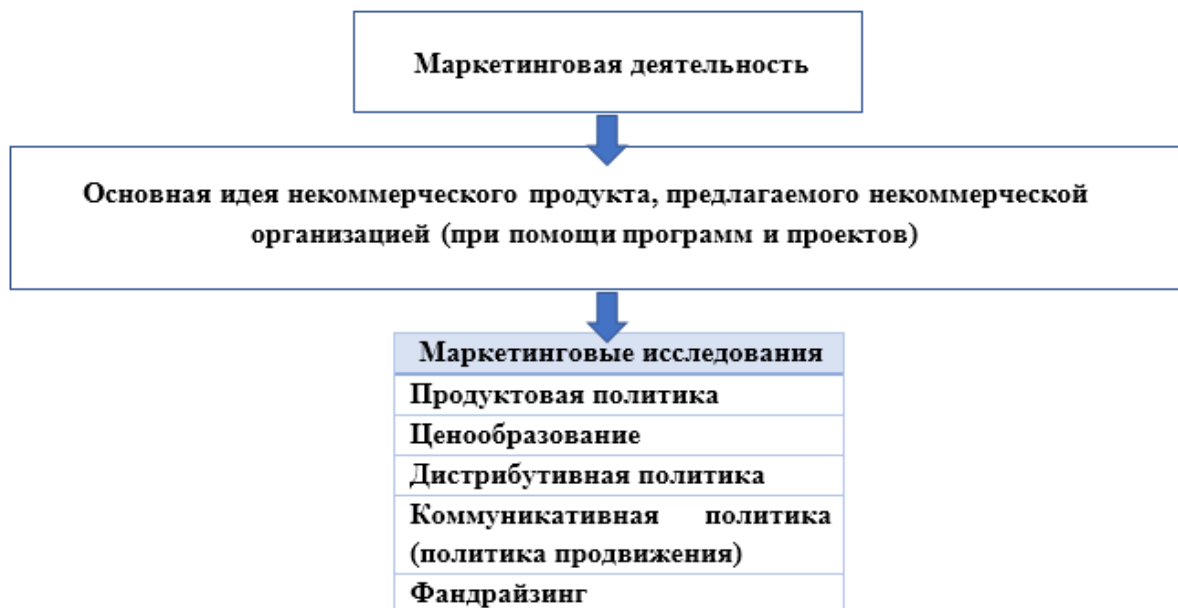 Маркетинговая деятельность
Основная идея некоммерческого продукта, предлагаемого некоммерческой
организацией (при помощи программ и проектов)
Маркетинговые исследования
Продуктовая политика
Ценообразование
Дистрибутивная политика
Коммуникативная политика
(политика продвижения)
Фандрайзинг